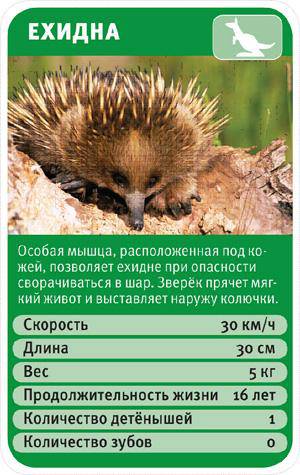 ЕХИДНА
Особая мышца, расположенная под ко-
жей, позволяет ехидне при опасности
сворачиваться в шар. Зверёк прячет мяг-
кий живот и выставляет наружу колючки.
Скорость 30 км/ч
Длина 30 см
Вес 5 кг
Продолжительность жизни 16 лет
Количество детёнышей 1
Количество зубов 0